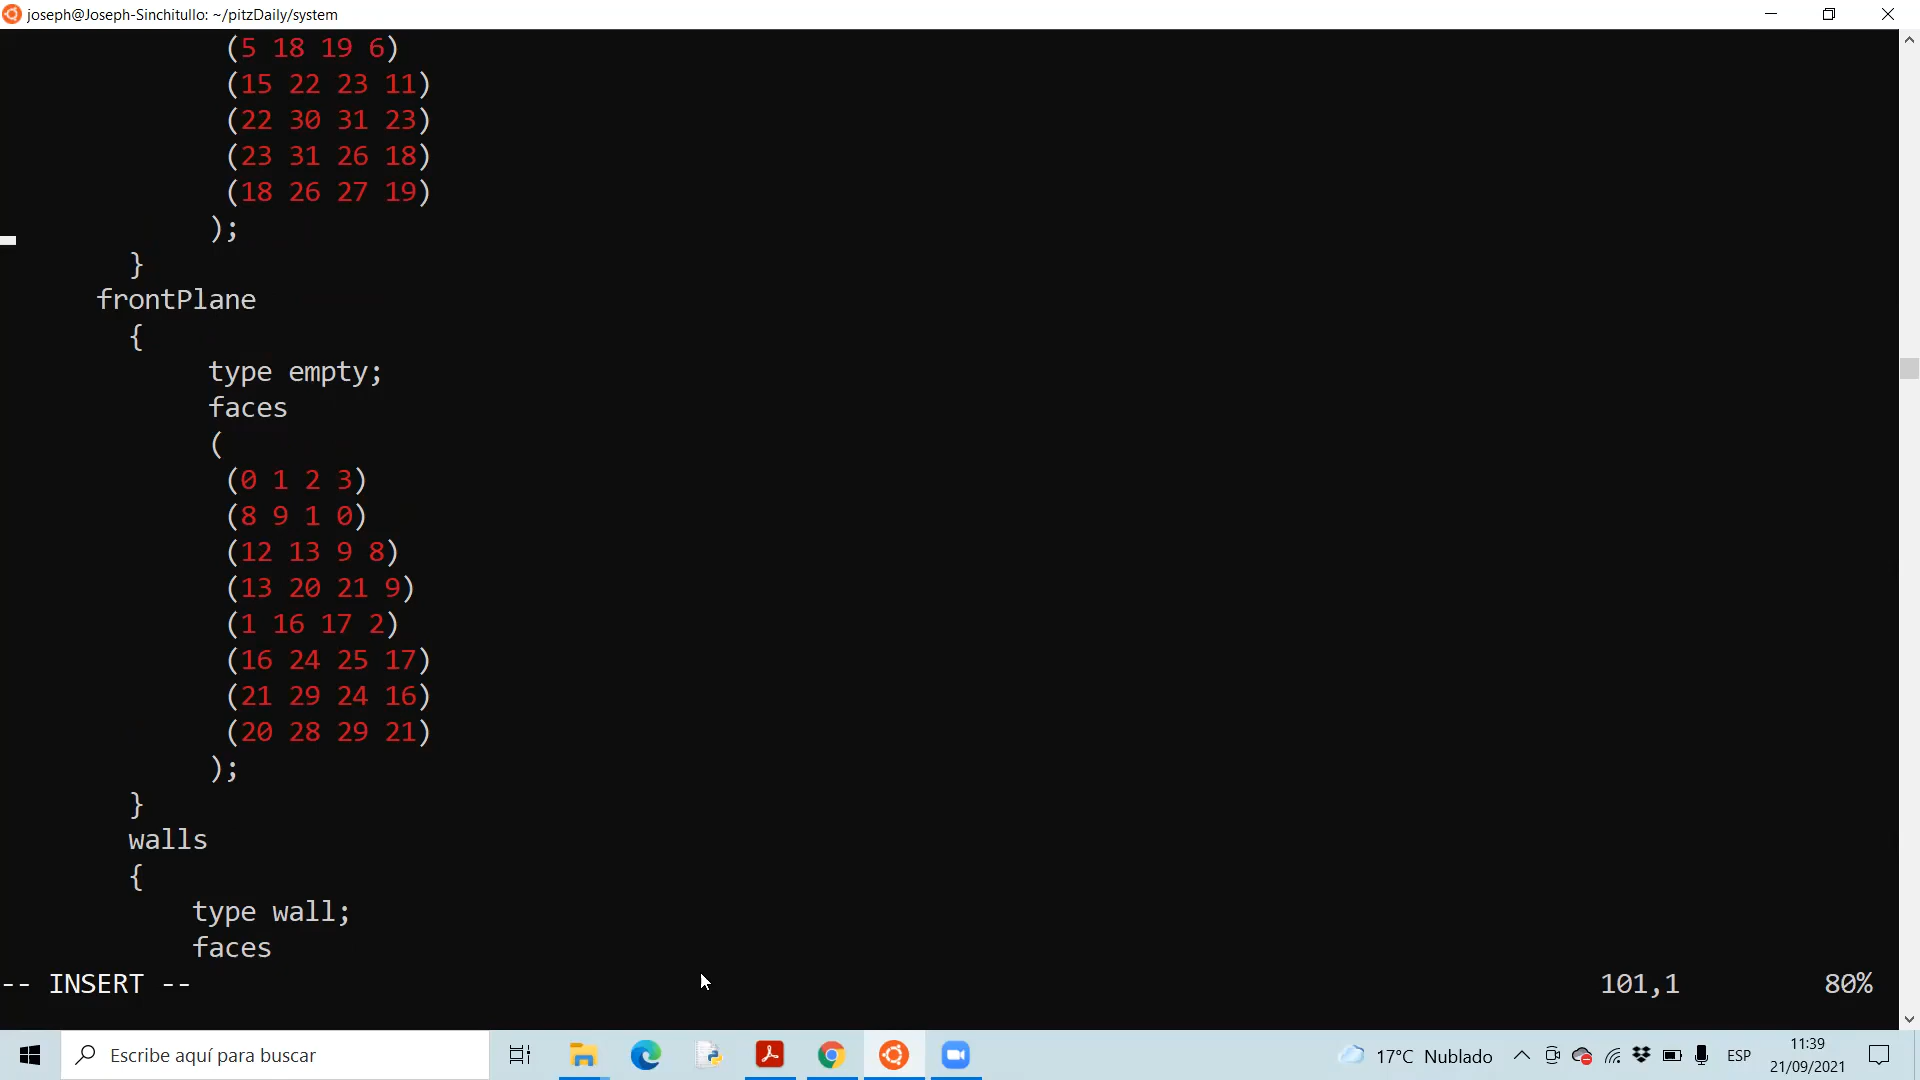 joseph@Joseph-Sinchitullo: ~/pitzDaily/system
(5 18 19 6)
(15 22 23 11)
(22 30 31 23)
(23 31 26 18)
(18 26 27 19)
);
}
frontPlane
{
type empty;
faces
(
(0 1 2 3)
(8 9 1 0)
(12 13 9 8)
(13 20 21 9)
(1 16 17 2)
(16 24 25 17)
(21 29 24 16)
(20 28 29 21)
);
}
walls
{
type wall;
faces
-- INSERT -- 101,1 80%
Escribe aquí para buscar 17°C Nublado ESP 11:39
21/09/2021